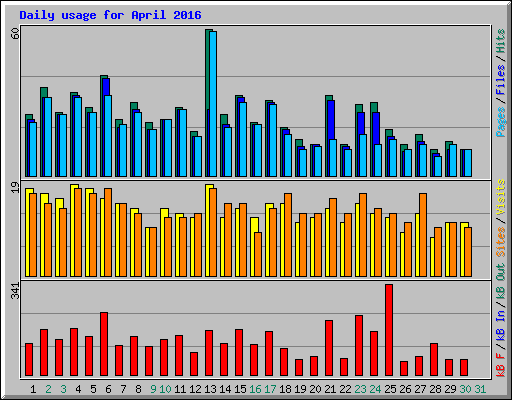 Daily usage for April 2016
60
Pages / Files / Hits
19
Sites / Visits
341
kB F / kB In / kB Out
1 2 3 4 5 6 7 8 9 10 11 12 13 14 15 16 17 18 19 20 21 22 23 24 25 26 27 28 29 30 31